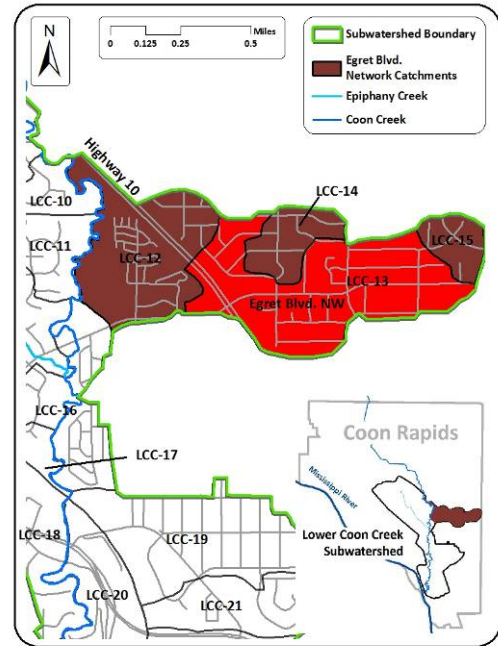 N
Miles
0 0.125 0.25 0.5
Subwatershed Boundary
Egret Blvd.
Network Catchments
Epiphany Creek
Coon Creek
Highway 10
LCC-14
LCC-10
LCC-11
LCC-12
LCC-15
LCC-13
Egret Blvd. NW
LCC-16
LCC-17
LCC-18
LCC-19
LCC-20
LCC-21
Coon Rapids
Mississippi River
Lower Coon Creek
Subwatershed